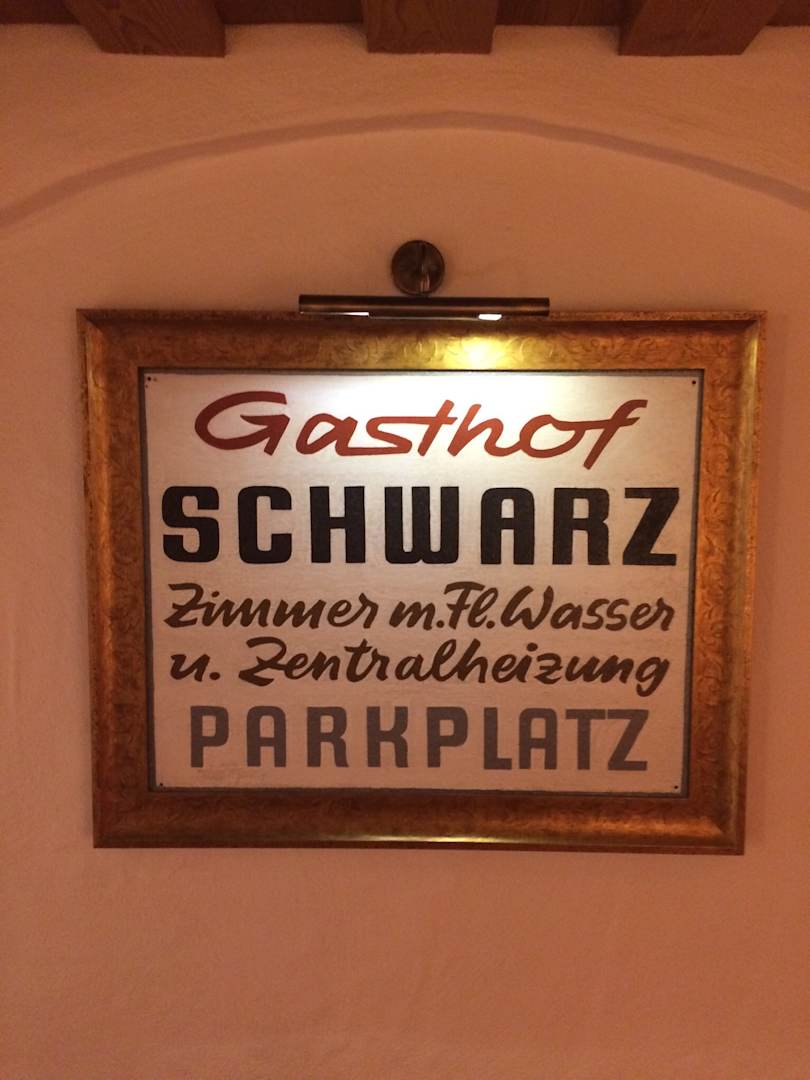 Gasthof
SCHWARZ
Zimmer m. Fl. Wasser
u. Zentralheizung
PARKPLATZ